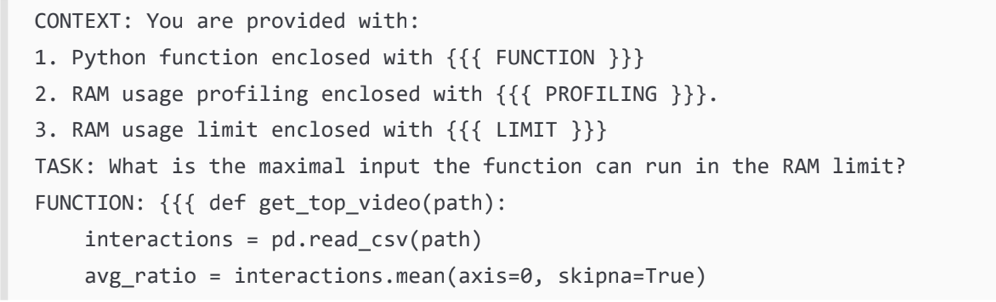 CONTEXT: You are provided with:
1. Python function enclosed with {{{ FUNCTION }}}
2. RAM usage profiling enclosed with {{{ PROFILING }}}.
3. RAM usage limit enclosed with {{{ LIMIT }}}
TASK: What is the maximal input the function can run in the RAM limit?
FUNCTION: {{{ def get_top_video(path):
    interactions = pd.read_csv(path)
    avg_ratio = interactions.mean(axis=0, skipna=True)